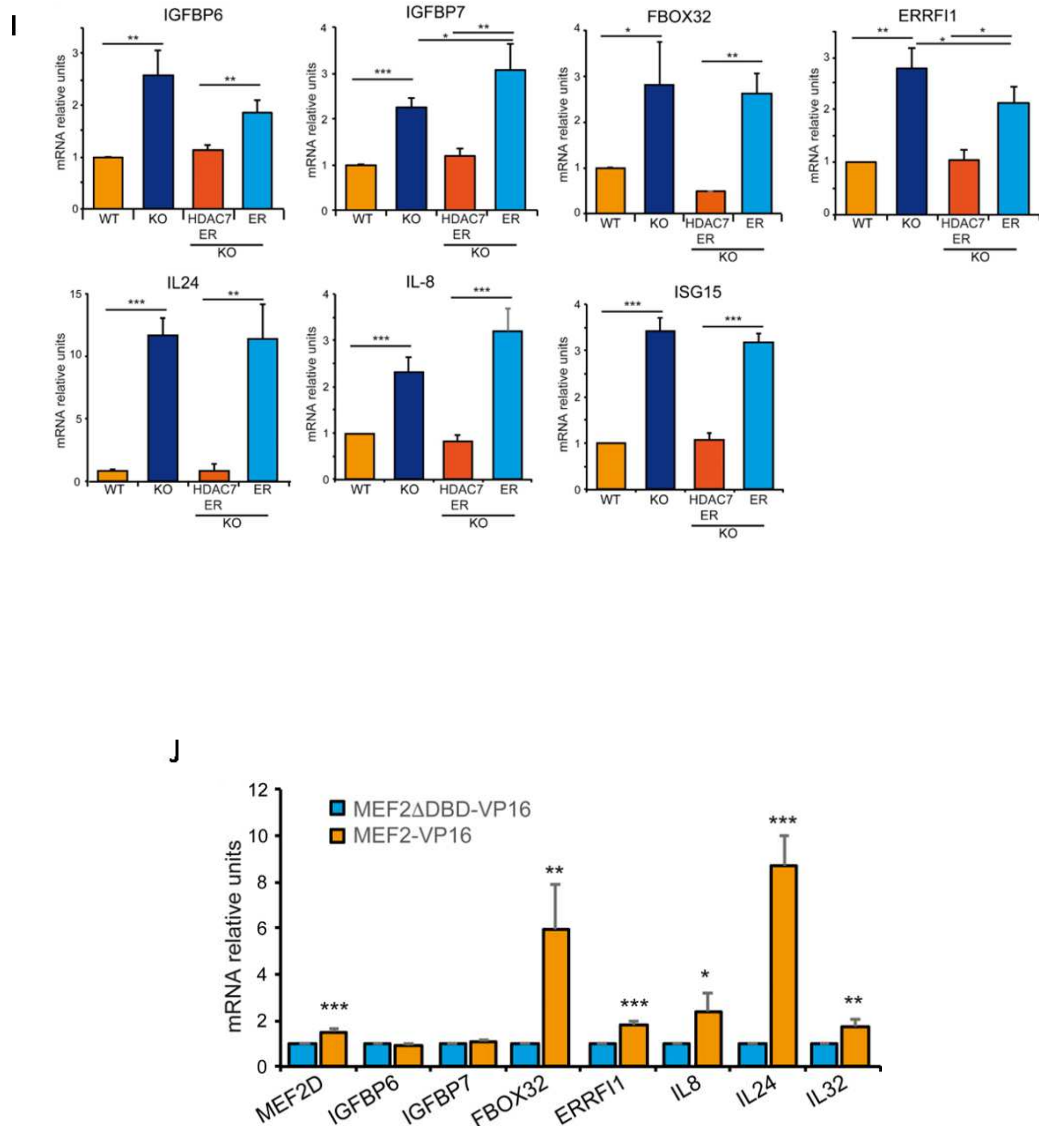 I
IGFBP6
mRNA relative units
3
2
1
0
**
**
WT KO HDAC7 ER
ER
KO
IGFBP7
mRNA relative units
4
3
2
1
0
**
*
***
WT KO HDAC7 ER
ER
KO
FBOX32
mRNA relative units
4
3
2
1
0
*
**
WT KO HDAC7 ER
ER
KO
ERRFI1
mRNA relative units
3
2
1
0
** *
*
WT KO HDAC7 ER
ER
KO
IL24
mRNA relative units
15
10
5
0
***
**
WT KO HDAC7 ER
ER
KO
IL-8
mRNA relative units
4
3
2
1
0
***
***
WT KO HDAC7 ER
ER
KO
ISG15
mRNA relative units
4
3
2
1
0
***
***
WT KO HDAC7 ER
ER
KO
J
mRNA relative units
12
10
8
6
4
2
0
MEF2ΔDBD-VP16
MEF2-VP16
*** ** *** * *** **
MEF2D IGFBP6 IGFBP7 FBOX32 ERRFI1 IL8 IL24 IL32